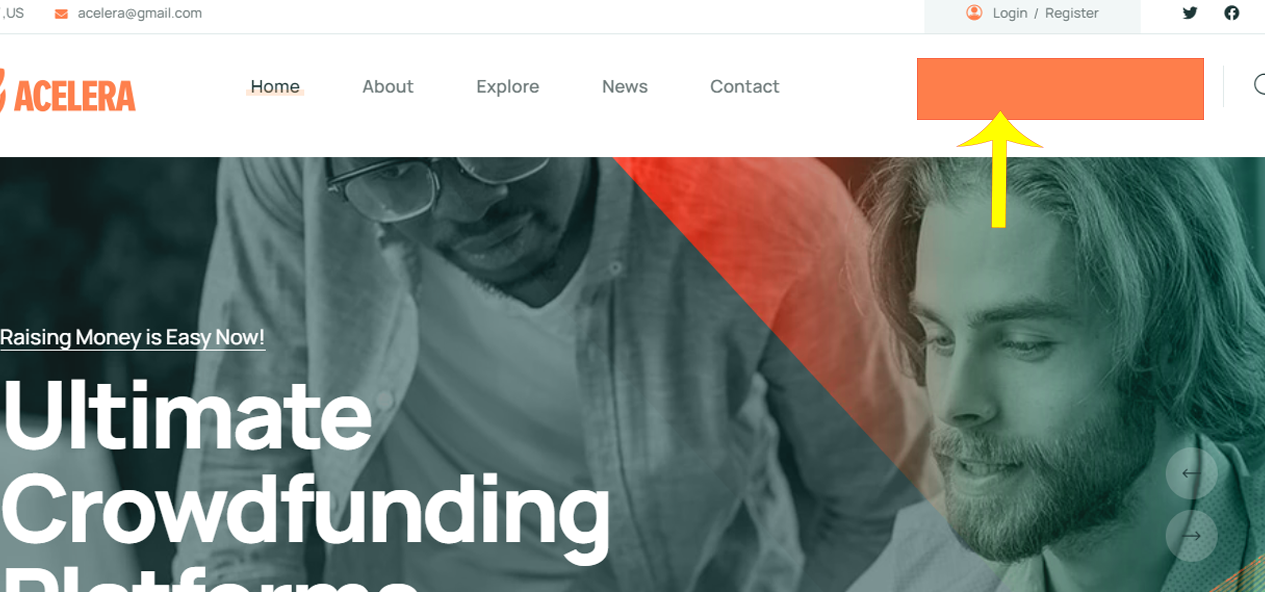 ,US
acelera@gmail.com
Login / Register
ACELERA
Home
About
Explore
News
Contact
Raising Money is Easy Now!
Ultimate
Crowdfunding
Platforms